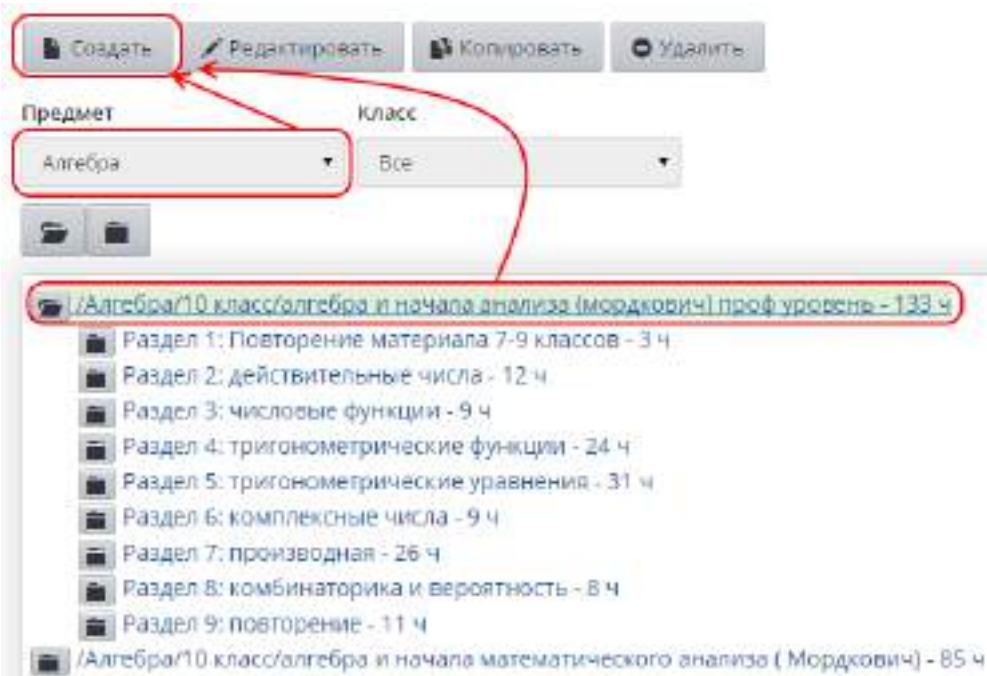 Создать Редактировать Копировать Удалить
Предмет Класс
Алгебра Все
/Алгебра/10 класс/алгебра и начала анализа (мордкович) проф уровень - 133 ч
Раздел 1: Повторение материала 7-9 классов - 3 ч
Раздел 2: действительные числа - 12 ч
Раздел 3: числовые функции - 9 ч
Раздел 4: тригонометрические функции - 24 ч
Раздел 5: тригонометрические уравнения - 31 ч
Раздел 6: комплексные числа - 9 ч
Раздел 7: производная - 26 ч
Раздел 8: комбинаторика и вероятность - 8 ч
Раздел 9: повторение - 11 ч
/Алгебра/10 класс/алгебра и начала математического анализа ( Мордкович) - 85 ч